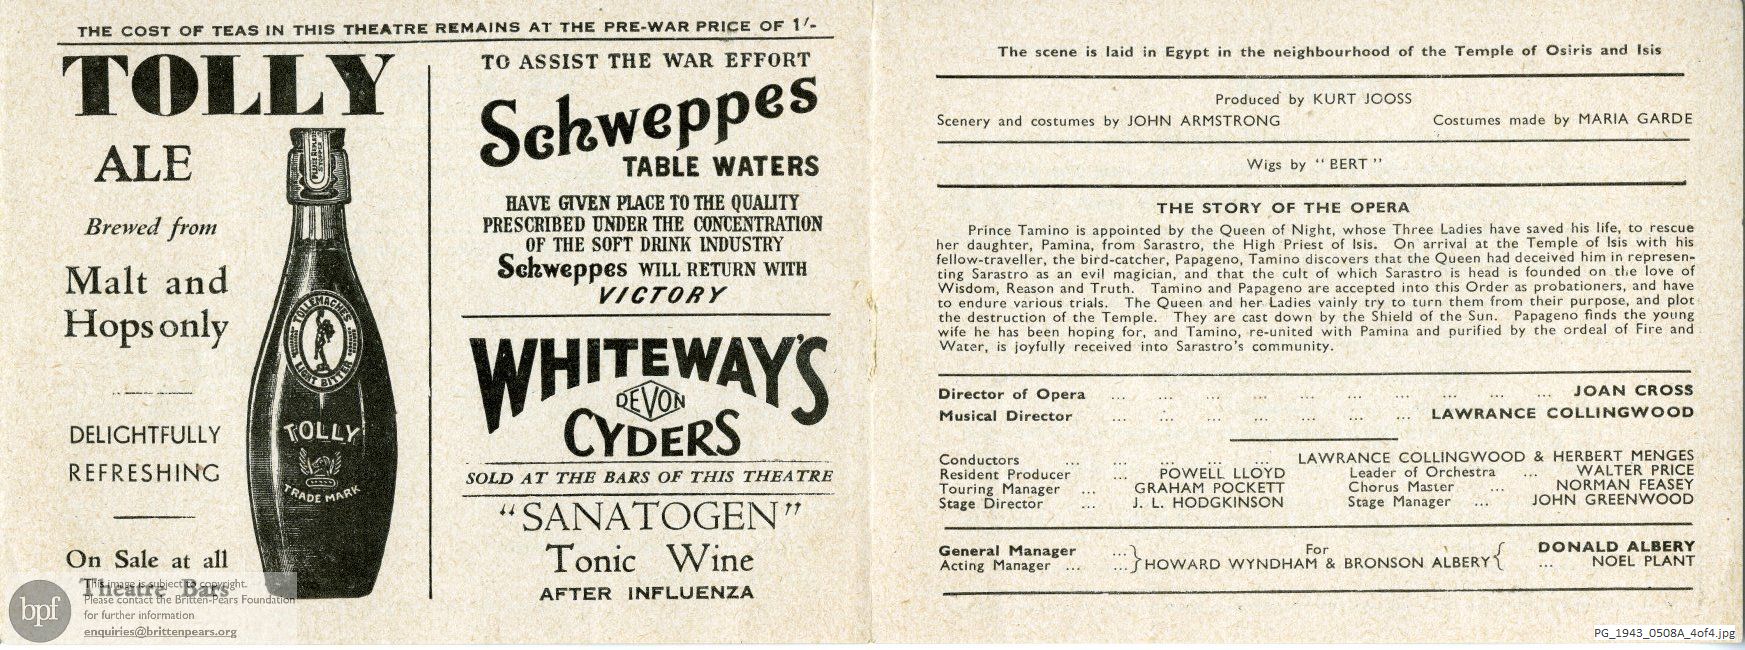 THE COST OF TEAS IN THIS THEATRE REMAINS AT THE PRE-WAR PRICE OF 1/-
TOLLY
ALE
Brewed from
Malt and
Hops only
DELIGHTFULLY
REFRESHING
On Sale at all
Theatre Bars
TOLLEMACHES
LIGHT BITTER
TOLLY
TRADE MARK
TO ASSIST THE WAR EFFORT
Schweppes
TABLE WATERS
HAVE GIVEN PLACE TO THE QUALITY
PRESCRIBED UNDER THE CONCENTRATION
OF THE SOFT DRINK INDUSTRY
Schweppes WILL RETURN WITH
VICTORY
WHITEWAY'S
DEVON
CYDERS
SOLD AT THE BARS OF THIS THEATRE
"SANATOGEN"
Tonic Wine
AFTER INFLUENZA
The scene is laid in Egypt in the neighbourhood of the Temple of Osiris and Isis
Produced by KURT JOOSS
Scenery and costumes by JOHN ARMSTRONG Costumes made by MARIA GARDE
Wigs by "BERT"
THE STORY OF THE OPERA
Prince Tamino is appointed by the Queen of Night, whose Three Ladies have saved his life, to rescue
her daughter, Pamina, from Sarastro, the High Priest of Isis. On arrival at the Temple of Isis with his
fellow-traveller, the bird-catcher, Papageno, Tamino discovers that the Queen had deceived him in represen-
ting Sarastro as an evil magician, and that the cult of which Sarastro is head is founded on the love of
Wisdom, Reason and Truth. Tamino and Papageno are accepted into this Order as probationers, and have
to endure various trials. The Queen and her Ladies vainly try to turn them from their purpose, and plot
the destruction of the Temple. They are cast down by the Shield of the Sun. Papageno finds the young
wife he has been hoping for, and Tamino, re-united with Pamina and purified by the ordeal of Fire and
Water, is joyfully received into Sarastro's community.
Director of Opera ... ... ... ... ... ... ... ... ... ... JOAN CROSS
Musical Director ... ... ... ... ... ... ... LAWRANCE COLLINGWOOD
Conductors ... ... ... ... ... LAWRANCE COLLINGWOOD & HERBERT MENGES
Resident Producer ... POWELL LLOYD Leader of Orchestra ... WALTER PRICE
Touring Manager ... GRAHAM POCKETT Chorus Master ... NORMAN FEASEY
Stage Director ... J. L. HODGKINSON Stage Manager ... JOHN GREENWOOD
General Manager ...} For { DONALD ALBERY
Acting Manager ... ...} HOWARD WYNDHAM & BRONSON ALBERY { ... NOEL PLANT
bpf
This image is subject to copyright.
Please contact the Britten-Pears Foundation
for further information
enquiries@brittenpears.org
PG_1943_0508A_4of4.jpg